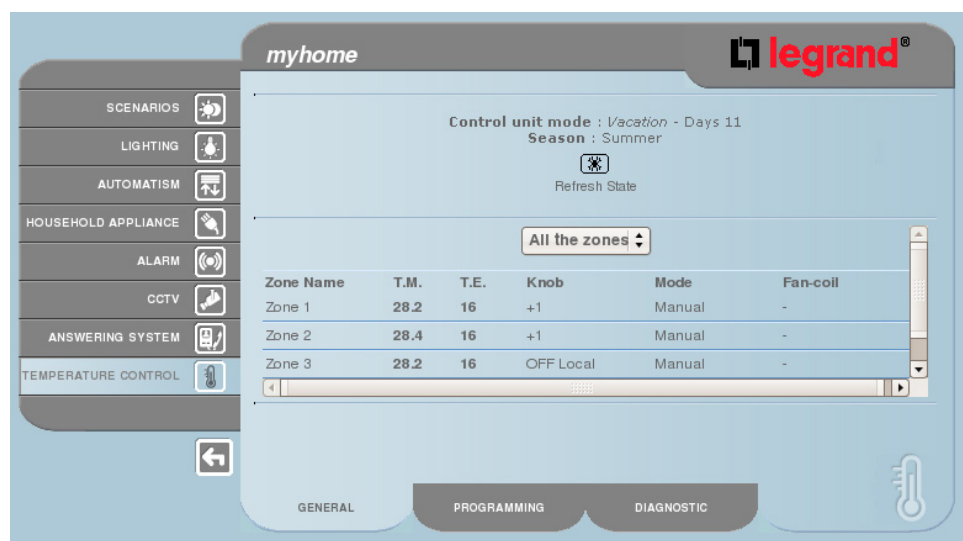 myhome
legrand®
SCENARIOS
LIGHTING
AUTOMATISM
HOUSEHOLD APPLIANCE
ALARM
CCTV
ANSWERING SYSTEM
TEMPERATURE CONTROL
Control unit mode : Vacation - Days 11
Season : Summer
Refresh State
All the zones
Zone Name T.M. T.E. Knob Mode Fan-coil
Zone 1 28.2 16 +1 Manual -
Zone 2 28.4 16 +1 Manual -
Zone 3 28.2 16 OFF Local Manual -
GENERAL PROGRAMMING DIAGNOSTIC